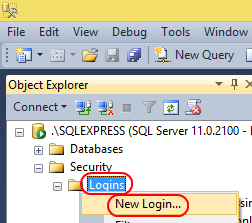 File Edit View Debug Tools Window
New Query
Object Explorer
Connect
.\SQLEXPRESS (SQL Server 11.0.2100 -
Databases
Security
Logins
New Login...